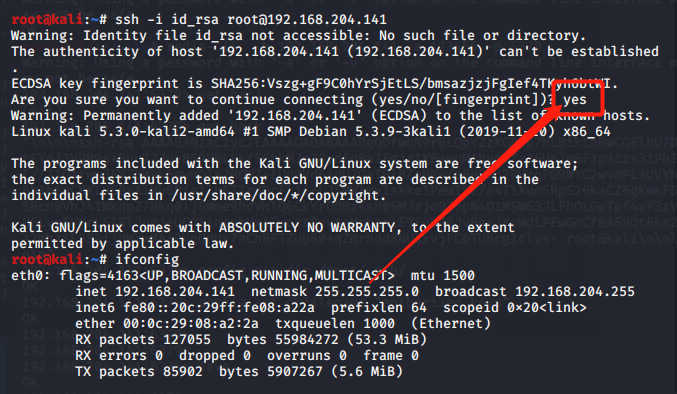 root@kali:~# ssh -i id_rsa root@192.168.204.141
Warning: Identity file id_rsa not accessible: No such file or directory.
The authenticity of host '192.168.204.141 (192.168.204.141)' can't be established
.
ECDSA key fingerprint is
Are you sure you want to continue connecting (yes/no/[fingerprint])? yes
Warning: Permanently added '192.168.204.141' (ECDSA) to the list of known hosts.
Linux kali 5.3.0-kali2-amd64 #1 SMP Debian 5.3.9-3kali1 x86_64
The programs included with the Kali GNU/Linux system are free software;
the exact distribution terms for each program are described in the
individual files in /usr/share/doc/*/copyright.
Kali GNU/Linux comes with ABSOLUTELY NO WARRANTY, to the extent
permitted by applicable law.
root@kali:~# ifconfig
eth0: flags=4163<UP,BROADCAST,RUNNING,MULTICAST> mtu 1500
inet 192.168.204.141 netmask 255.255.255.0 broadcast 192.168.204.255
inet6 fe80::20c:29ff:fe08:a22a prefixlen 64 scopeid 0×20<link>
ether 00:0c:29:08:a2:2a txqueuelen 1000 (Ethernet)
RX packets 127055 bytes 55984272 (53.3 MiB)
RX errors 0 dropped 0 overruns 0 frame 0
TX packets 85902 bytes 5907267 (5.6 MiB)